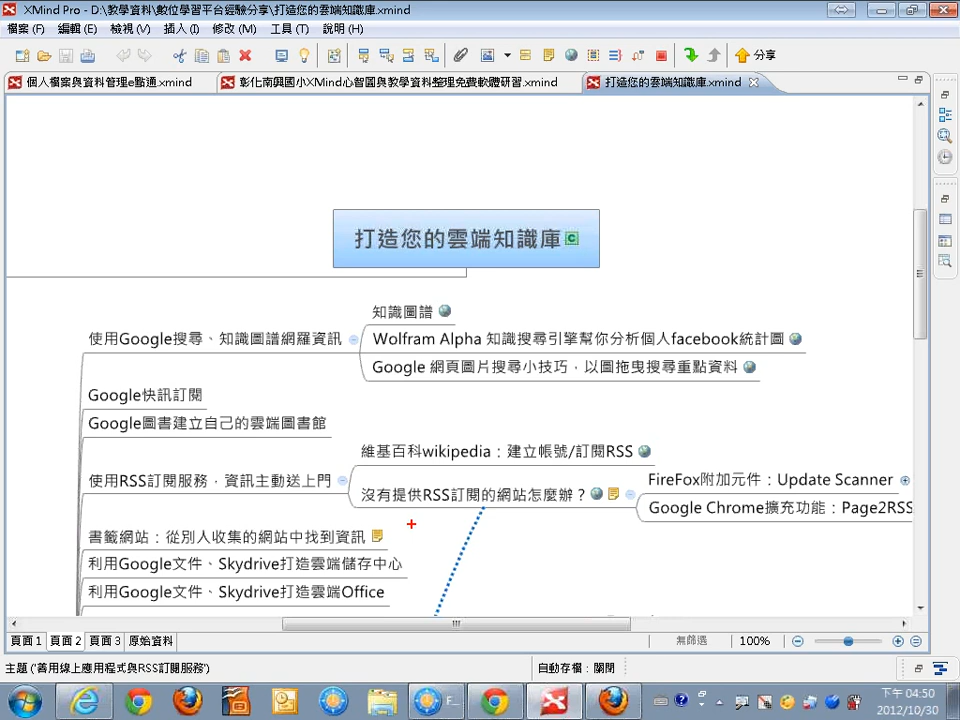 XMind Pro - D:\教學資料\數位學習平台經驗分享\打造您的雲端知識庫.xmind
檔案 (F) 編輯 (E) 檢視 (V) 插入 (I) 修改 (M) 工具 (T) 說明 (H)
分享
個人檔案與資料管理e點通.xmind 彰化南興國小XMind心智圖與教學資料整理免費軟體研習.xmind 打造您的雲端知識庫.xmind
打造您的雲端知識庫
知識圖譜
使用Google搜尋、知識圖譜網羅資訊
Wolfram Alpha 知識搜尋引擎幫你分析個人facebook統計圖
Google 網頁圖片搜尋小技巧，以圖拖曳搜尋重點資料
Google快訊訂閱
Google圖書建立自己的雲端圖書館
維基百科wikipedia：建立帳號/訂閱RSS
使用RSS訂閱服務，資訊主動送上門
沒有提供RSS訂閱的網站怎麼辦？
FireFox附加元件：Update Scanner
Google Chrome擴充功能：Page2RSS
書籤網站：從別人收集的網站中找到資訊
利用Google文件、Skydrive打造雲端儲存中心
利用Google文件、Skydrive打造雲端Office
頁面 1 頁面 2 頁面 3 原始資料 無篩選 100%
主題 ('善用線上應用程式與RSS訂閱服務') 自動存檔：關閉
F...
下午 04:50
2012/10/30